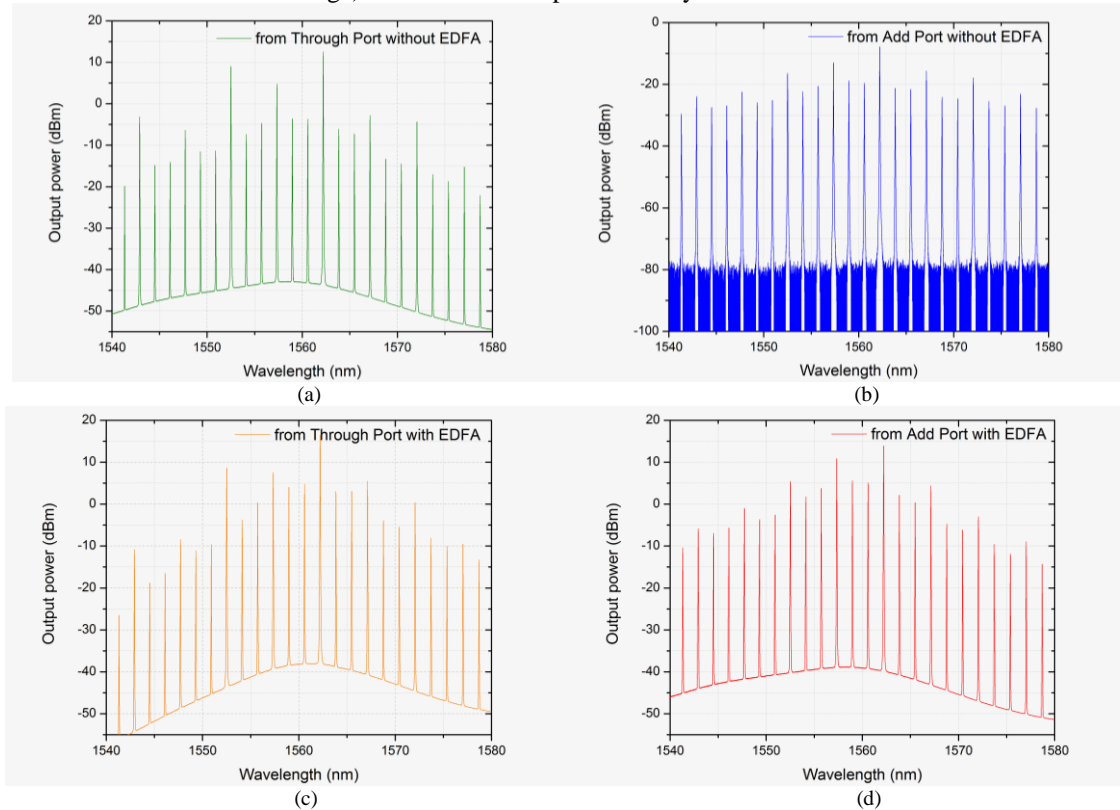 20
from Through Port without EDFA
10
0
-10
-20
-30
-40
-50
Output power (dBm)
1540 1550 1560 1570 1580
Wavelength (nm)
(a)
0
from Add Port without EDFA
-20
-40
-60
-80
-100
Output power (dBm)
1540 1550 1560 1570 1580
Wavelength (nm)
(b)
20
from Through Port with EDFA
10
0
-10
-20
-30
-40
-50
Output power (dBm)
1540 1550 1560 1570 1580
Wavelength (nm)
(c)
20
from Add Port with EDFA
10
0
-10
-20
-30
-40
-50
Output power (dBm)
1540 1550 1560 1570 1580
Wavelength (nm)
(d)